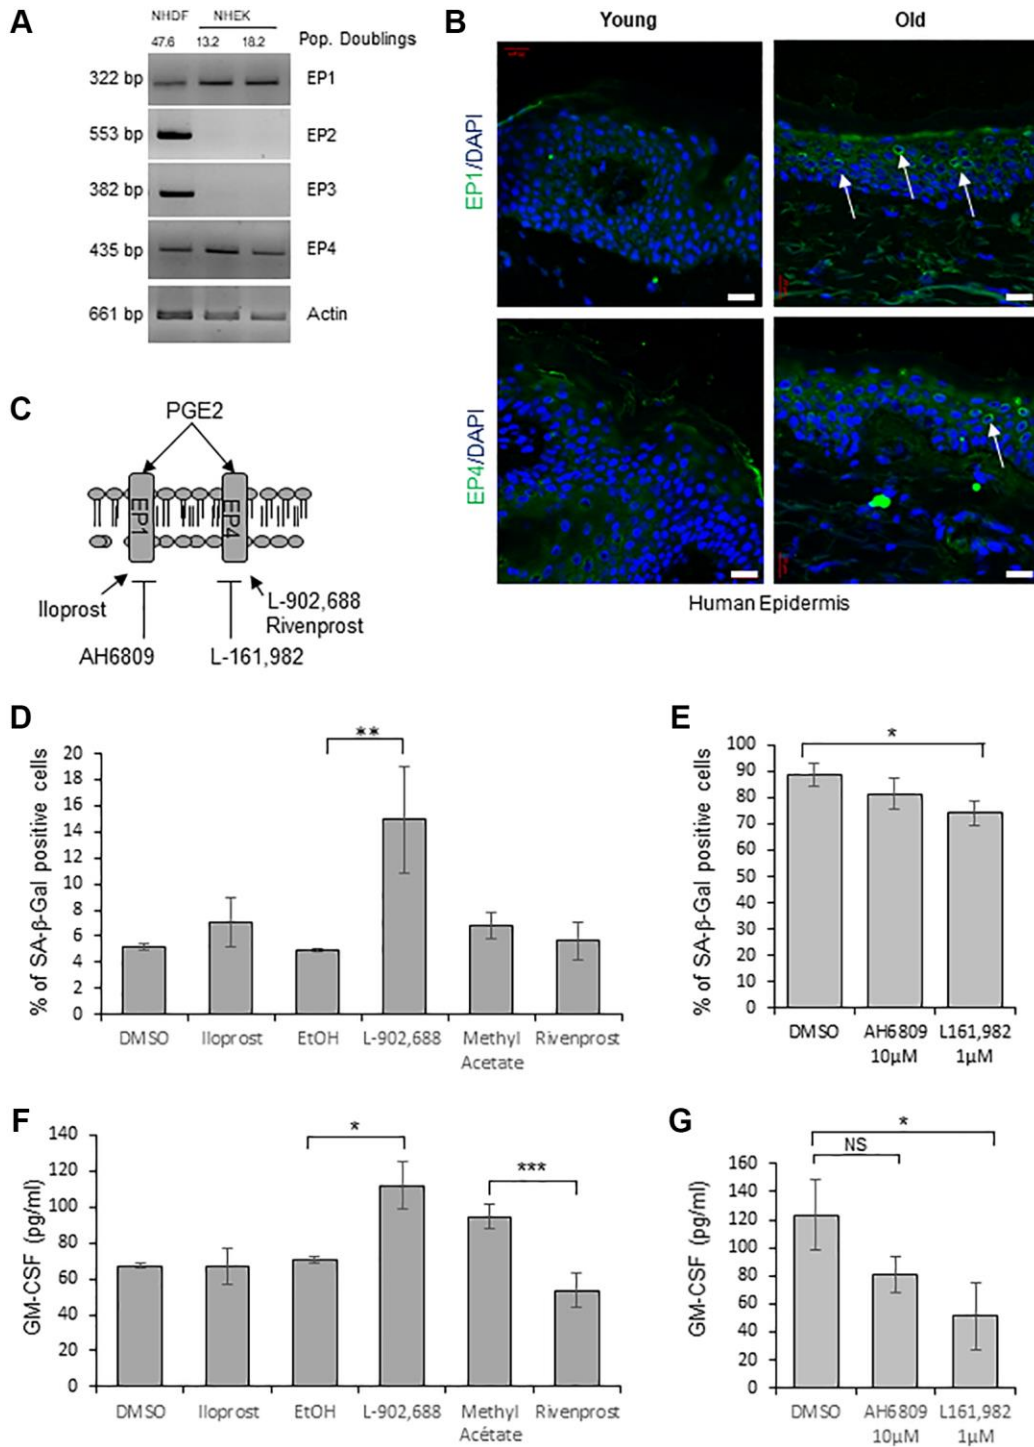 A
NHDF NHEK
47.6 13.2 18.2 Pop. Doublings
322 bp EP1
553 bp EP2
382 bp EP3
435 bp EP4
661 bp Actin
B
Young Old
EP1/DAPI
EP4/DAPI
Human Epidermis
C
PGE2
EP1 EP4
Iloprost
L-902,688
Rivenprost
AH6809 L-161,982
D
% of SA-β-Gal positive cells
20
18
16
14
12
10
8
6
4
2
0
**
DMSO Iloprost EtOH L-902,688 Methyl Acetate Rivenprost
E
% of SA-β-Gal positive cells
100
90
80
70
60
50
40
30
20
10
0
*
DMSO AH6809 L161,982
10µM 1µM
F
GM-CSF (pg/ml)
140
120
100
80
60
40
20
0
*
***
DMSO Iloprost EtOH L-902,688 Methyl Acétate Rivenprost
G
GM-CSF (pg/ml)
160
140
120
100
80
60
40
20
0
*
NS
DMSO AH6809 L161,982
10µM 1µM